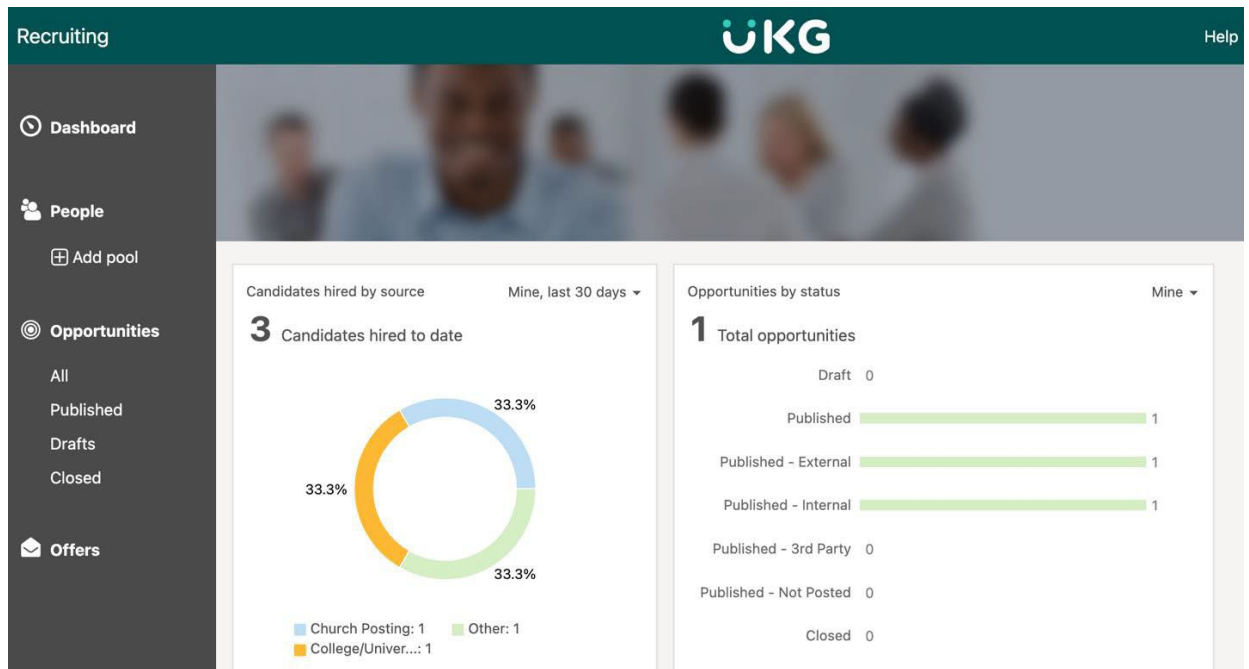 Recruiting
UKG
Help
Dashboard
People
Add pool
Opportunities
All
Published
Drafts
Closed
Offers
Candidates hired by source
Mine, last 30 days
3 Candidates hired to date
33.3%
33.3%
33.3%
Church Posting: 1
Other: 1
College/Univer...: 1
Opportunities by status
Mine
1 Total opportunities
Draft 0
Published 1
Published - External 1
Published - Internal 1
Published - 3rd Party 0
Published - Not Posted 0
Closed 0